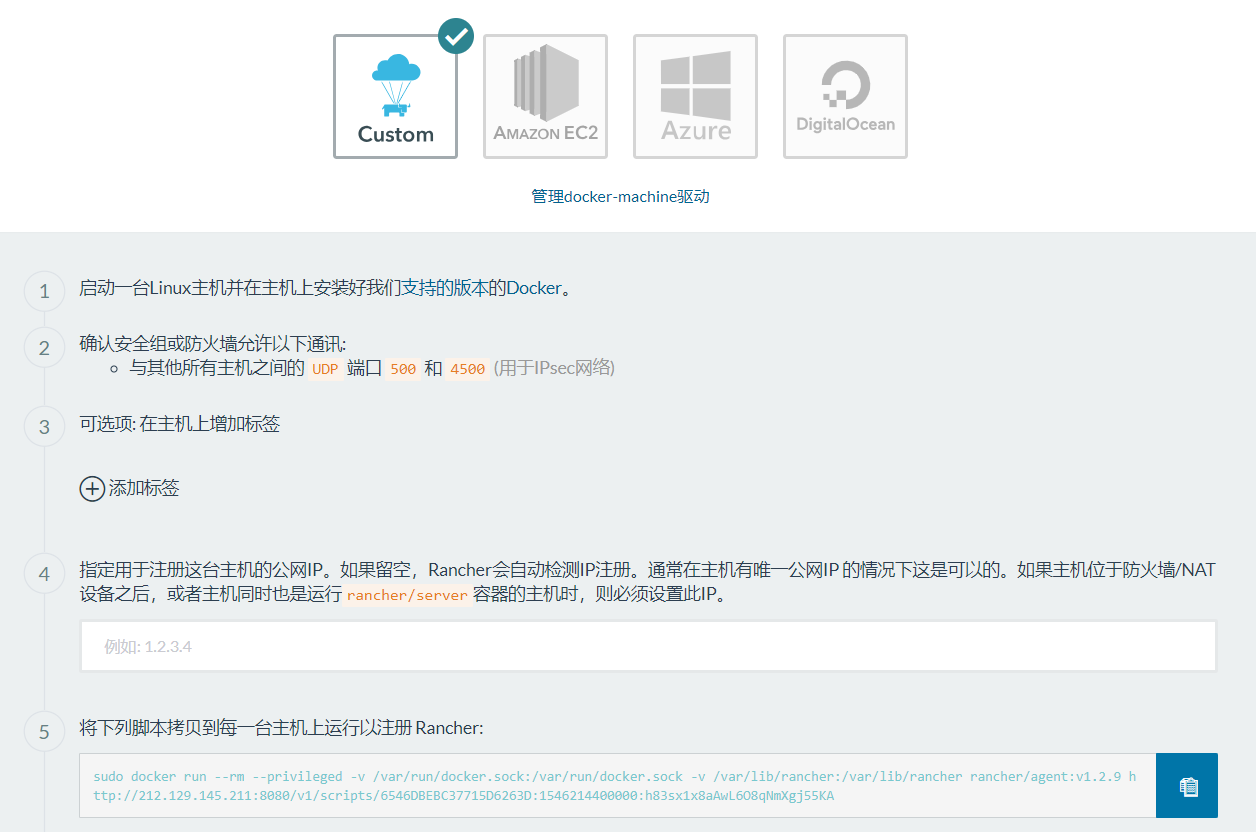 Custom
AMAZON EC2
Azure
DigitalOcean
管理docker-machine驱动
1 启动一台Linux主机并在主机上安装好我们支持的版本的Docker。
2 确认安全组或防火墙允许以下通讯:
与其他所有主机之间的 UDP 端口 500 和 4500 (用于IPsec网络)
3 可选项: 在主机上增加标签
添加标签
4 指定用于注册这台主机的公网IP。如果留空，Rancher会自动检测IP注册。通常在主机有唯一公网IP 的情况下这是可以的。如果主机位于防火墙/NAT
设备之后，或者主机同时也是运行 rancher/server 容器的主机时，则必须设置此IP。
例如: 1.2.3.4
5 将下列脚本拷贝到每一台主机上运行以注册 Rancher:
sudo docker run --rm --privileged -v /var/run/docker.sock:/var/run/docker.sock -v /var/lib/rancher:/var/lib/rancher rancher/agent:v1.2.9 h
ttp://212.129.145.211:8080/v1/scripts/6546DBEBC37715D6263D:1546214400000:h83sx1x8aAwL6O8qNmXgj55KA